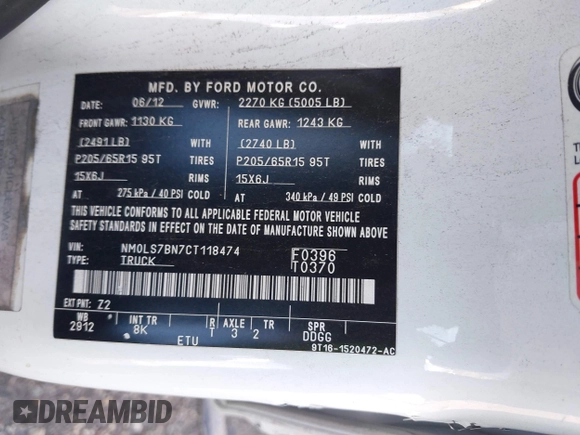 MFD. BY FORD MOTOR CO.
DATE: 06/12 GVWR: 2270 KG (5005 LB)
FRONT GAWR: 1130 KG REAR GAWR: 1243 KG
(2491 LB) WITH (2740 LB) WITH
P205/65R15 95T TIRES P205/65R15 95T TIRES
15X6J RIMS 15X6J RIMS
AT 275 kPa / 40 PSI COLD AT 340 kPa / 49 PSI COLD
THIS VEHICLE CONFORMS TO ALL APPLICABLE FEDERAL MOTOR VEHICLE
SAFETY STANDARDS IN EFFECT ON THE DATE OF MANUFACTURE SHOWN ABOVE.
VIN: NM0LS7BN7CT118474 F0396
TYPE: TRUCK T0370
EXT PNT: Z2
WB INT TR R AXLE TR SPR
2912 8K T 3 2 DDGG
ETU 9T16-1520472-AC
DREAMBID